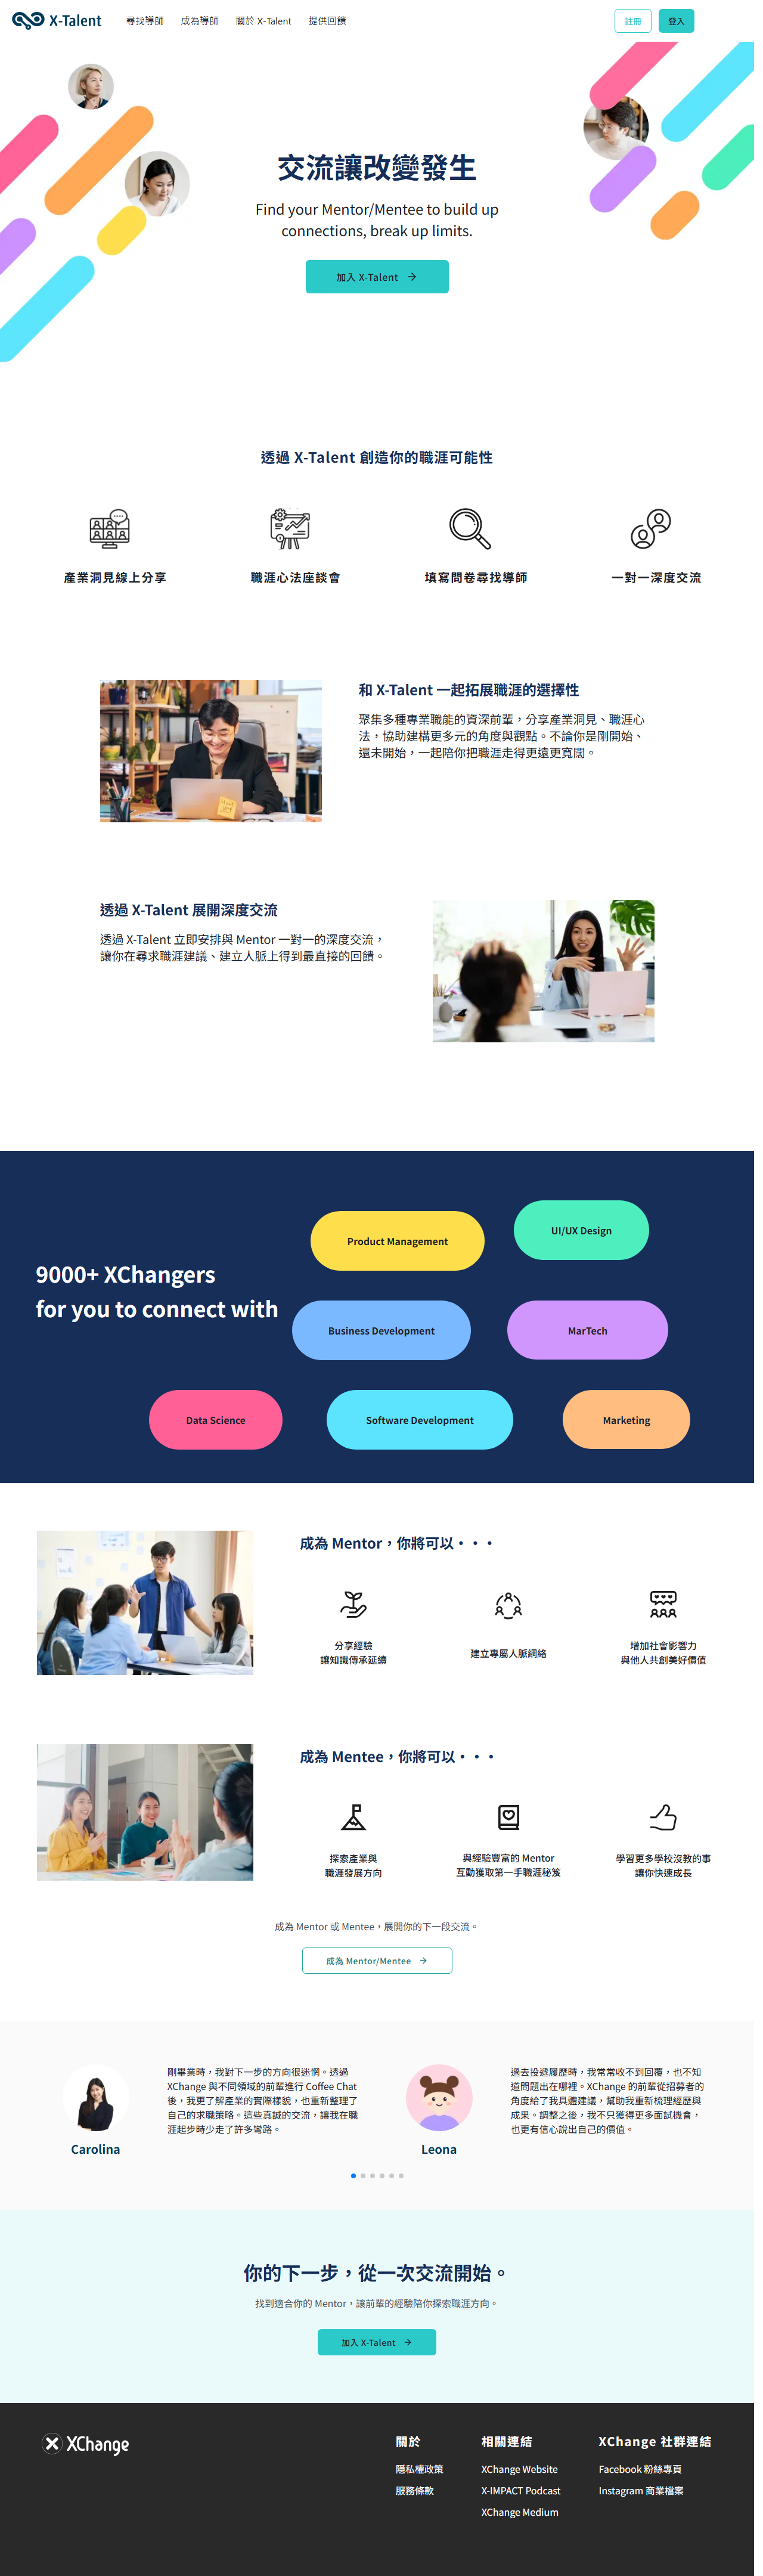 X-Talent
尋找導師
成為導師
關於 X-Talent
提供回饋
註冊
登入
交流讓改變發生
Find your Mentor/Mentee to build up
connections, break up limits.
加入 X-Talent
透過 X-Talent 創造你的職涯可能性
產業洞見線上分享
職涯心法座談會
填寫問卷尋找導師
一對一深度交流
和 X-Talent 一起拓展職涯的選擇性
聚集多種專業職能的資深前輩，分享產業洞見、職涯心
法，協助建構更多元的角度與觀點。不論你是剛開始、
還未開始，一起陪你把職涯走得更遠更寬闊。
透過 X-Talent 展開深度交流
透過 X-Talent 立即安排與 Mentor 一對一的深度交流，
讓你在尋求職涯建議、建立人脈上得到最直接的回饋。
9000+ XChangers
for you to connect with
Product Management
UI/UX Design
Business Development
MarTech
Data Science
Software Development
Marketing
成為 Mentor，你將可以・・・
分享經驗
讓知識傳承延續
建立專屬人脈網絡
增加社會影響力
與他人共創美好價值
成為 Mentee，你將可以・・・
探索產業與
職涯發展方向
與經驗豐富的 Mentor
互動獲取第一手職涯秘笈
學習更多學校沒教的事
讓你快速成長
成為 Mentor 或 Mentee，展開你的下一段交流。
成為 Mentor/Mentee
剛畢業時，我對下一步的方向很迷惘。透過
XChange 與不同領域的前輩進行 Coffee Chat
後，我更了解產業的實際樣貌，也重新整理了
自己的求職策略。這些真誠的交流，讓我在職
涯起步時少走了許多彎路。
Carolina
過去投遞履歷時，我常常收不到回覆，也不知
道問題出在哪裡。XChange 的前輩從招募者的
角度給了我具體建議，幫助我重新梳理經歷與
成果。調整之後，我不只獲得更多面試機會，
也更有信心說出自己的價值。
Leona
你的下一步，從一次交流開始。
找到適合你的 Mentor，讓前輩的經驗陪你探索職涯方向。
加入 X-Talent
XChange
關於
隱私權政策
服務條款
相關連結
XChange Website
X-IMPACT Podcast
XChange Medium
XChange 社群連結
Facebook 粉絲專頁
Instagram 商業檔案